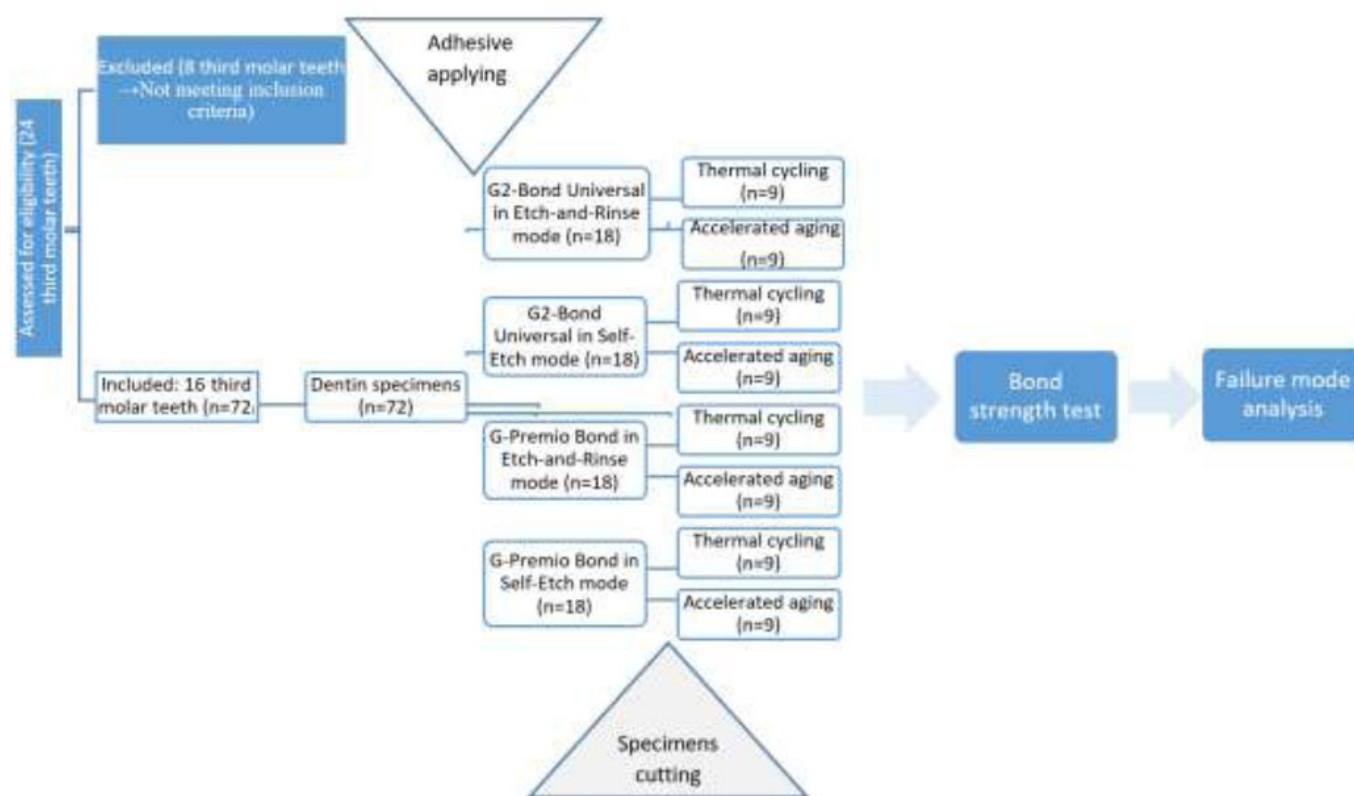 Assessed for eligibility (24
third molar teeth)
Excluded (8 third molar teeth
→Not meeting inclusion
criteria)
Included: 16 third
molar teeth (n=72)
Dentin specimens
(n=72)
Adhesive
applying
G2-Bond Universal
in Etch-and-Rinse
mode (n=18)
Thermal cycling
(n=9)
Accelerated aging
(n=9)
G2-Bond
Universal in Self-
Etch mode (n=18)
Thermal cycling
(n=9)
Accelerated aging
(n=9)
G-Premio Bond in
Etch-and-Rinse
mode (n=18)
Thermal cycling
(n=9)
Accelerated aging
(n=9)
G-Premio Bond in
Self-Etch mode
(n=18)
Thermal cycling
(n=9)
Accelerated aging
(n=9)
Specimens
cutting
Bond
strength test
Failure mode
analysis